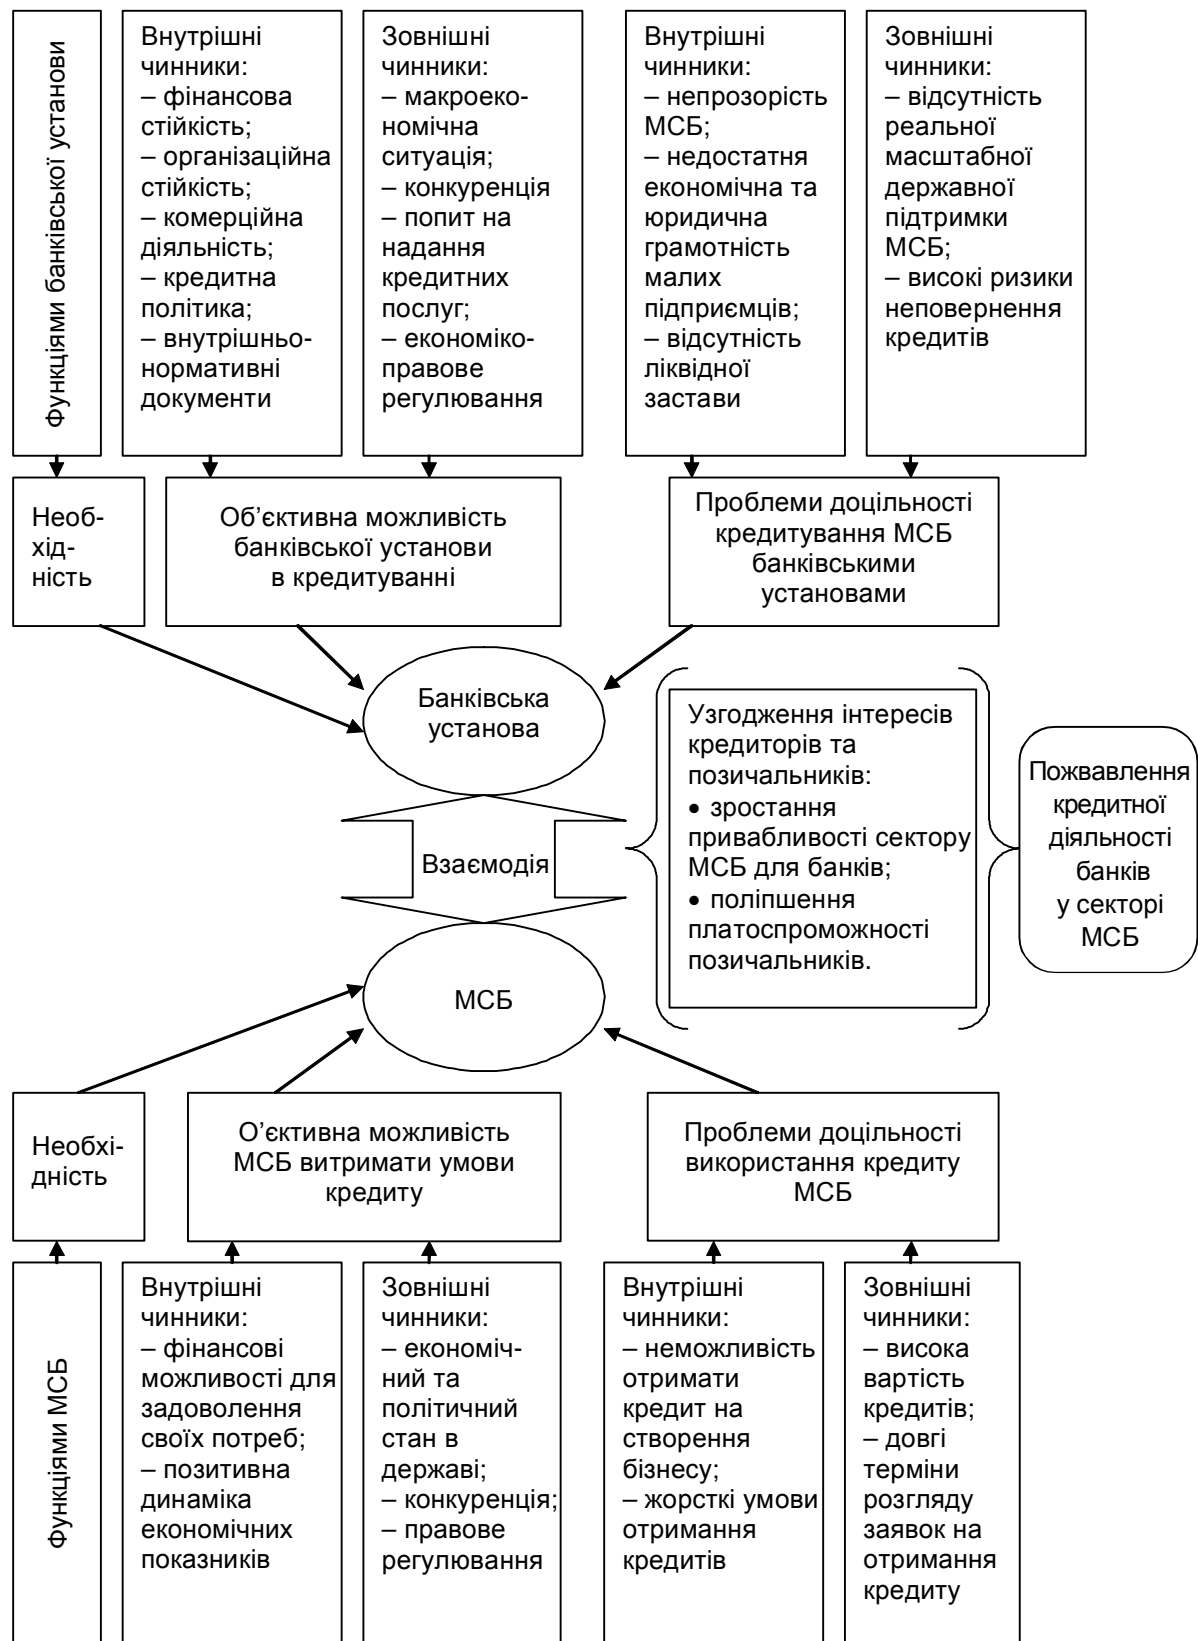 Функціями банківської установи
Внутрішні
чинники:
– фінансова
стійкість;
– організаційна
стійкість;
– комерційна
діяльність;
– кредитна
політика;
– внутрішньо-
нормативні
документи
Зовнішні
чинники:
– макроеко-
номічна
ситуація;
– конкуренція
– попит на
надання
кредитних
послуг;
– економіко-
правове
регулювання
Внутрішні
чинники:
– непрозорість
МСБ;
– недостатня
економічна та
юридична
грамотність
малих
підприємців;
– відсутність
ліквідної
застави
Зовнішні
чинники:
– відсутність
реальної
масштабної
державної
підтримки
МСБ;
– високі ризики
неповернення
кредитів
Необ-
хід-
ність
Об’єктивна можливість
банківської установи
в кредитуванні
Проблеми доцільності
кредитування МСБ
банківськими
установами
Банківська
установа
Взаємодія
МСБ
Узгодження інтересів
кредиторів та
позичальників:
• зростання
привабливості сектору
МСБ для банків;
• поліпшення
платоспроможності
позичальників.
Пожвавлення
кредитної
діяльності
банків
у секторі
МСБ
Необхі-
дність
О’єктивна можливість
МСБ витримати умови
кредиту
Проблеми доцільності
використання кредиту
МСБ
Функціями МСБ
Внутрішні
чинники:
– фінансові
можливості для
задоволення
своїх потреб;
– позитивна
динаміка
економічних
показників
Зовнішні
чинники:
– економіч-
ний та
політичний
стан в
державі;
– конкуренція;
– правове
регулювання
Внутрішні
чинники:
– неможливість
отримати
кредит на
створення
бізнесу;
– жорсткі умови
отримання
кредитів
Зовнішні
чинники:
– висока
вартість
кредитів;
– довгі
терміни
розгляду
заявок на
отримання
кредиту